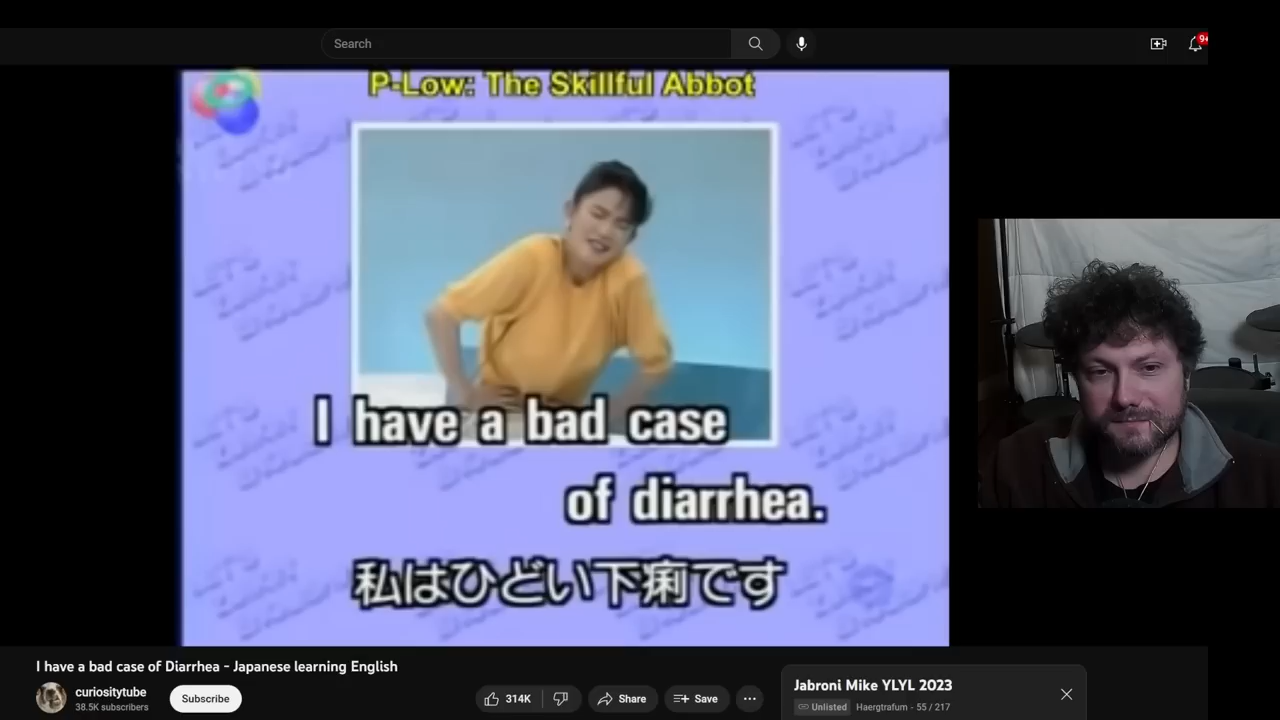 Search
9+
P-Low: The Skillful Abbot
I have a bad case
of diarrhea.
私はひどい下痢です
I have a bad case of Diarrhea - Japanese learning English
curiositytube
38.5K subscribers
Subscribe
314K
Share
Save
Jabroni Mike YLYL 2023
Unlisted
Haergtrafum - 55 / 217